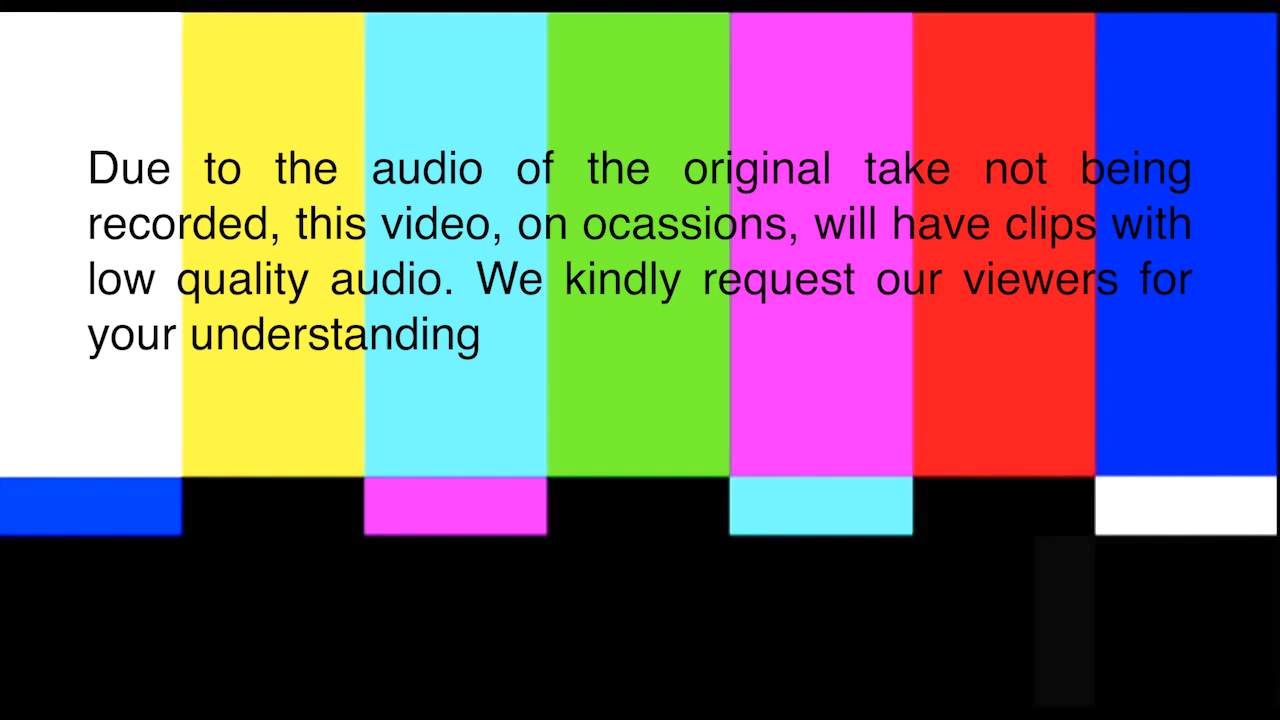 Due to the audio of the original take not being
recorded, this video, on ocassions, will have clips with
low quality audio. We kindly request our viewers for
your understanding